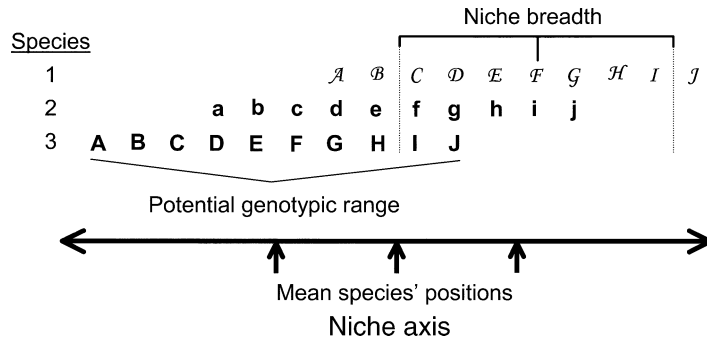 Niche breadth
Species
1 𝒜 ℬ 𝒞 𝒟 ℰ ℱ 𝒢 ℋ ℐ 𝒥
2 a b c d e f g h i j
3 A B C D E F G H I J
Potential genotypic range
Mean species' positions
Niche axis